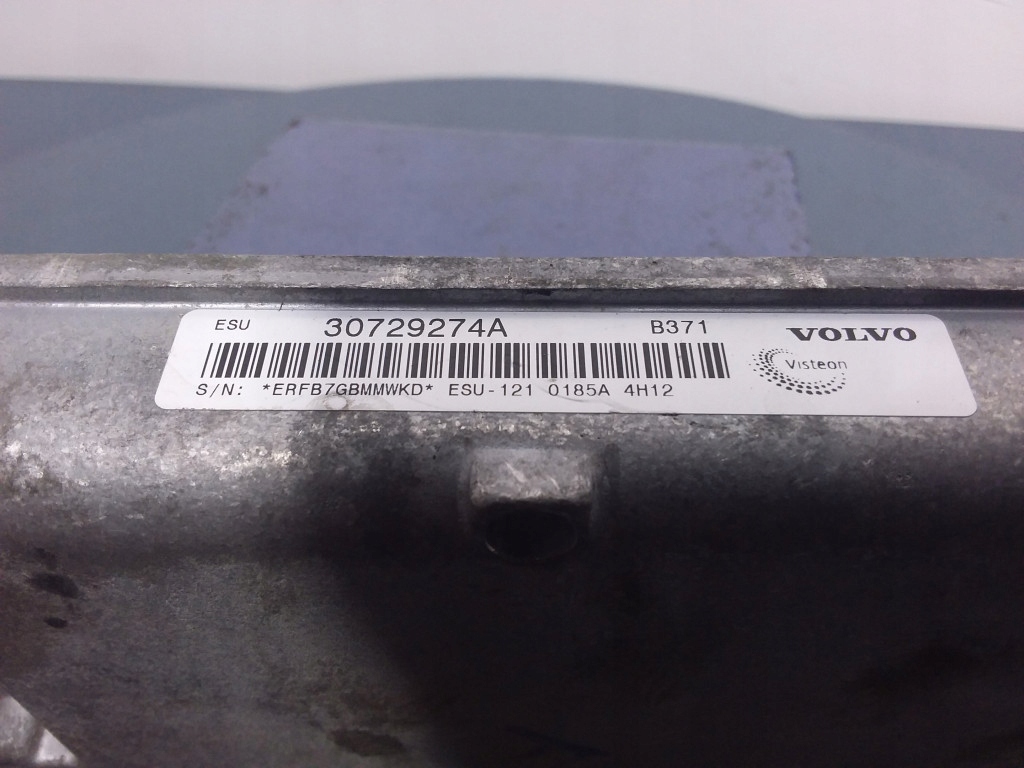 ESU 30729274A B371 VOLVO
Visteon
S/N: *ERFB7GBMMWKD* ESU-121 0185A 4H12